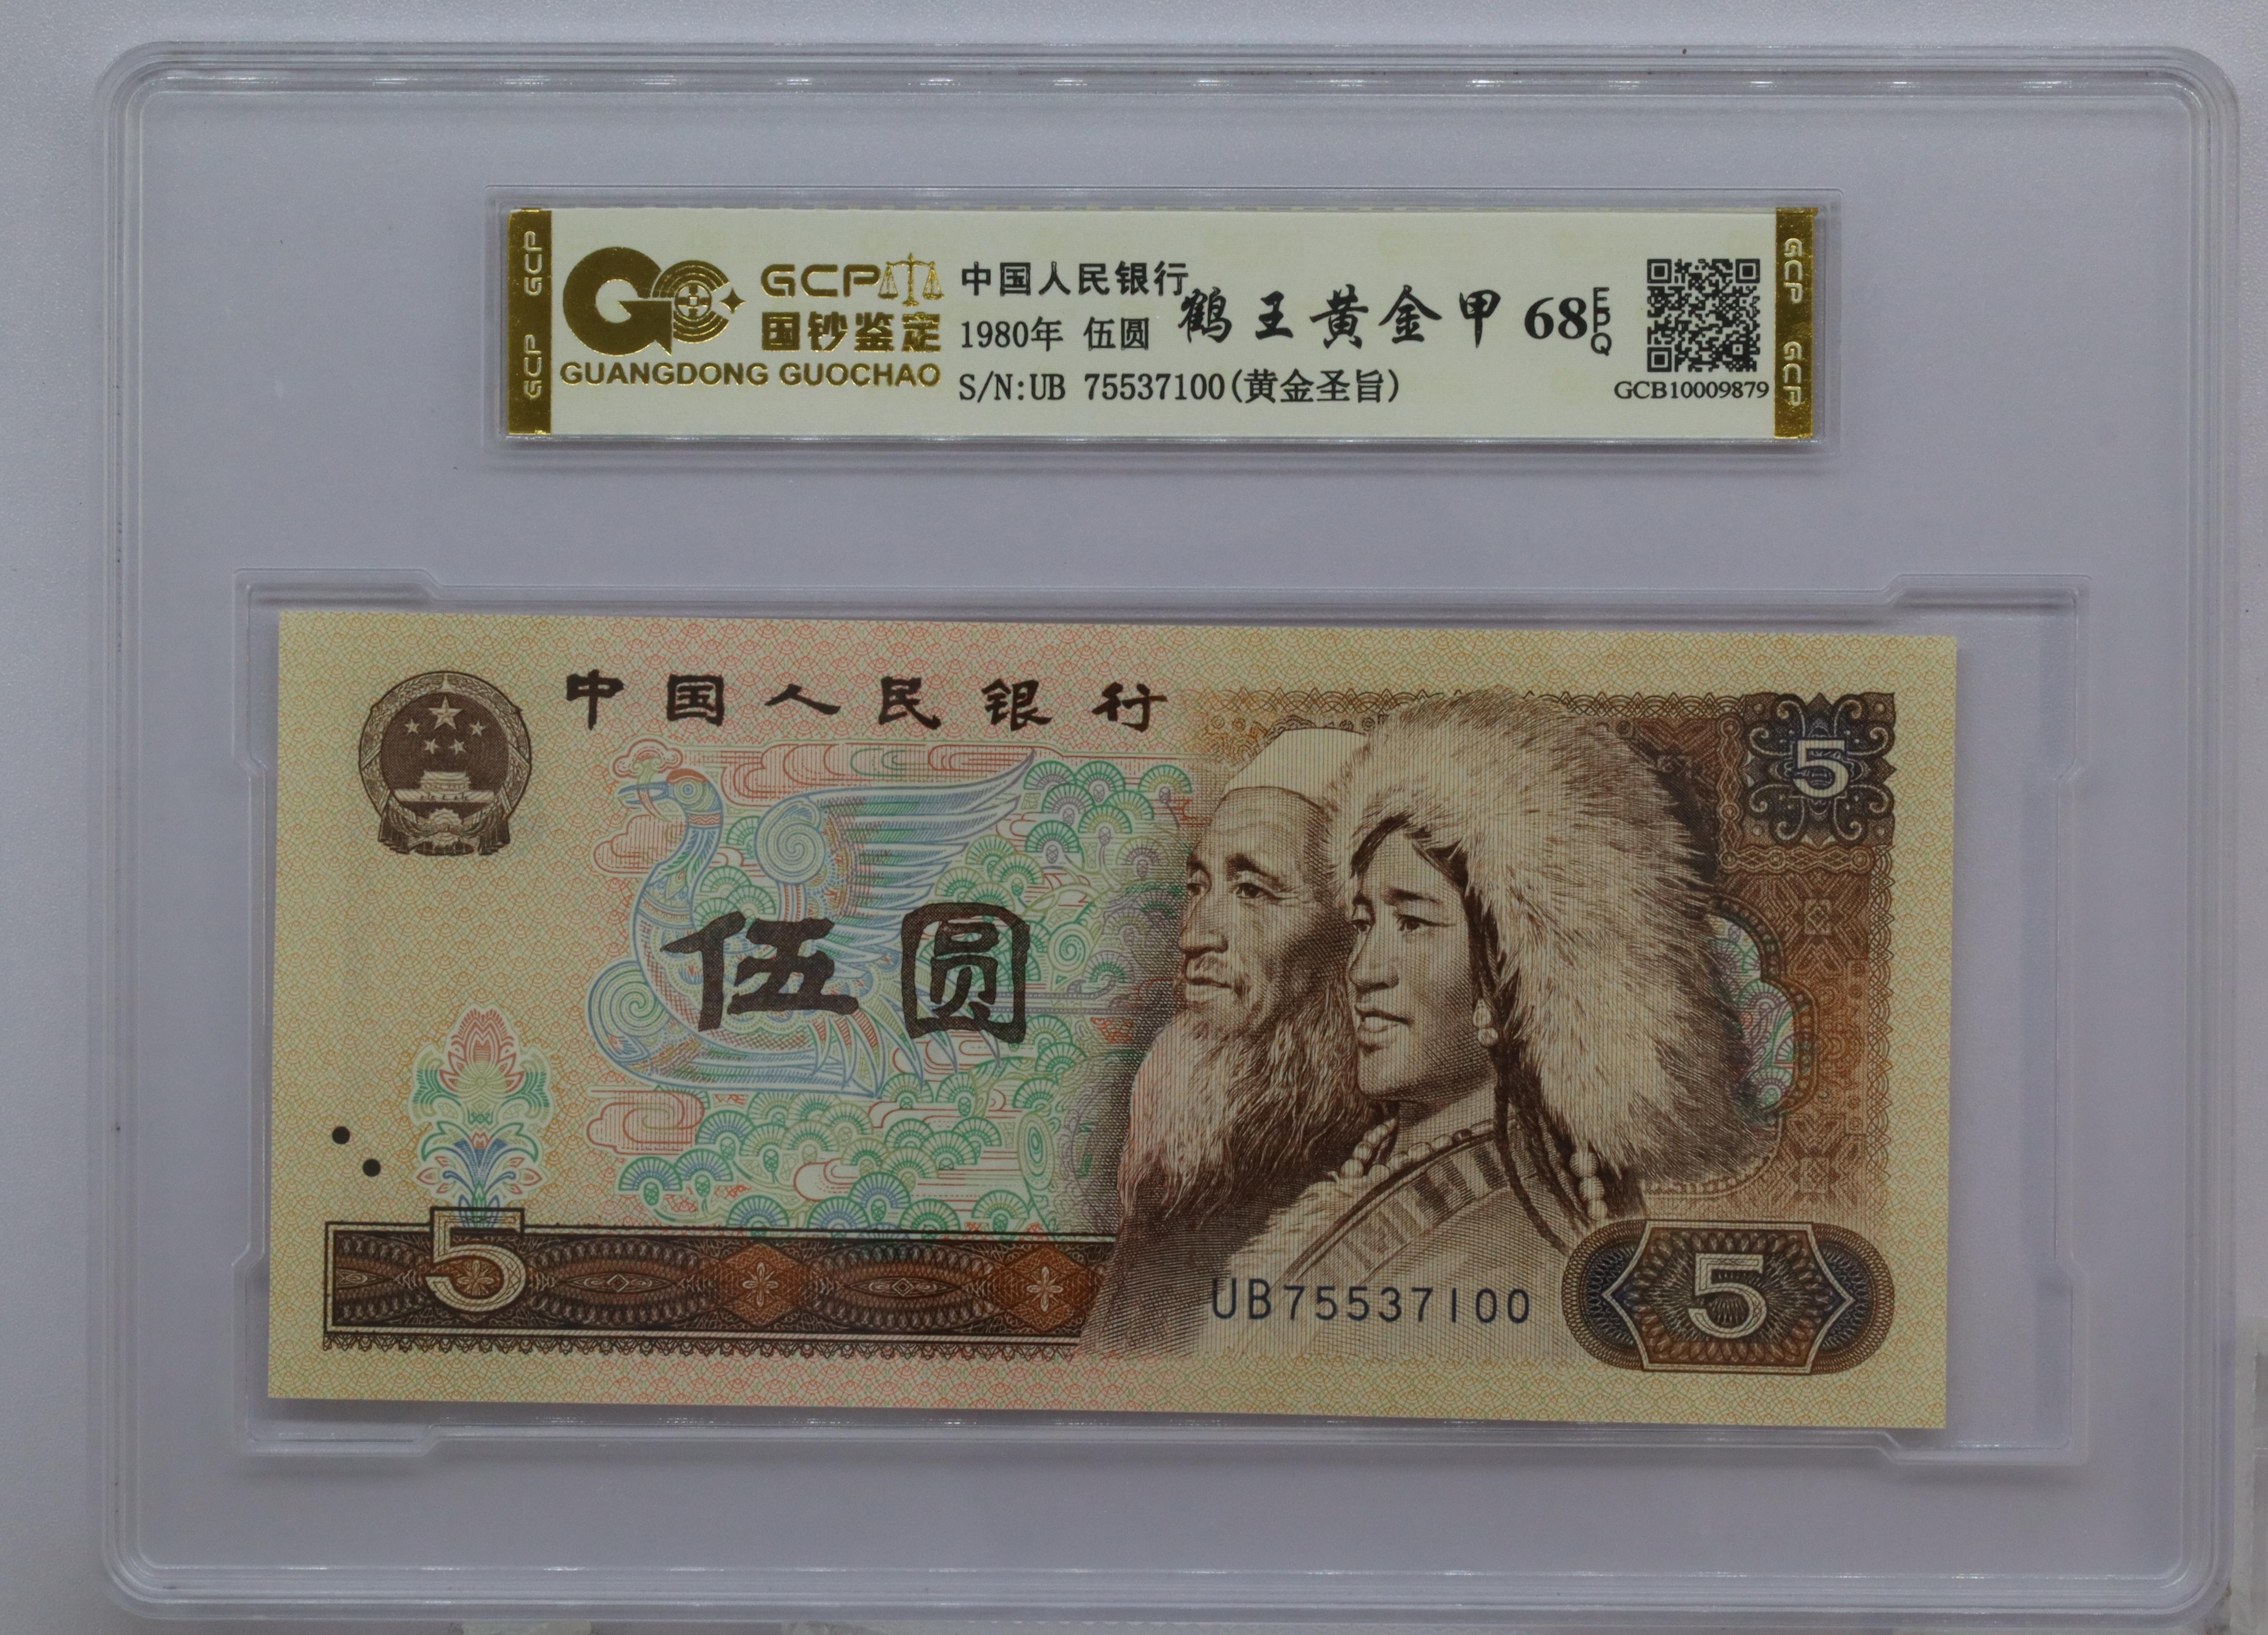 GCP GCP
GCP
国钞鉴定
GUANGDONG GUOCHAO
中国人民银行
1980年 伍圆
S/N:UB 75537100(黄金圣旨)
鹤王黄金甲 68 EPQ
GCB10009879
GCP GCP
中国人民银行
5
伍圆
5
UB75537100
5